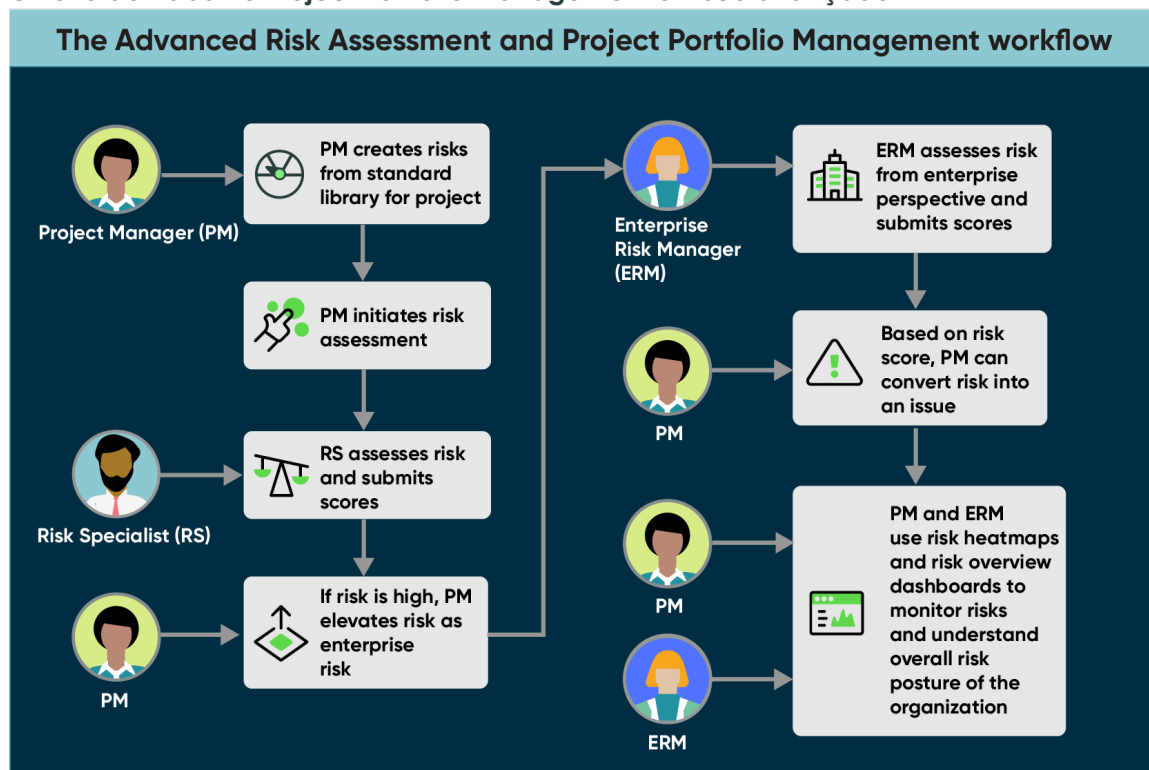 The Advanced Risk Assessment and Project Portfolio Management workflow
Project Manager (PM)
PM creates risks
from standard
library for project
PM initiates risk
assessment
Risk Specialist (RS)
RS assesses risk
and submits
scores
PM
If risk is high, PM
elevates risk as
enterprise
risk
Enterprise
Risk Manager
(ERM)
ERM assesses risk
from enterprise
perspective and
submits scores
PM
Based on risk
score, PM can
convert risk into
an issue
PM
ERM
PM and ERM
use risk heatmaps
and risk overview
dashboards to
monitor risks
and understand
overall risk
posture of the
organization